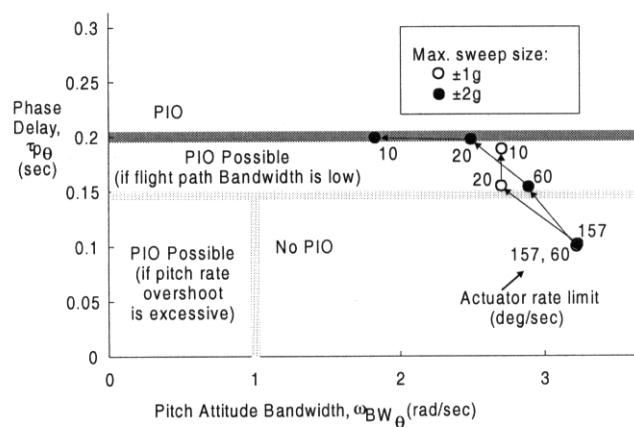 0.3
0.25
0.2
0.15
0.1
0.05
0
Phase
Delay,
τpθ
(sec)
Max. sweep size:
±1g
±2g
PIO
10
20
10
PIO Possible
(if flight path Bandwidth is low)
20
60
PIO Possible
(if pitch rate
overshoot
is excessive)
No PIO
157
157, 60
Actuator rate limit
(deg/sec)
0
1
2
3
Pitch Attitude Bandwidth, ωBWθ (rad/sec)